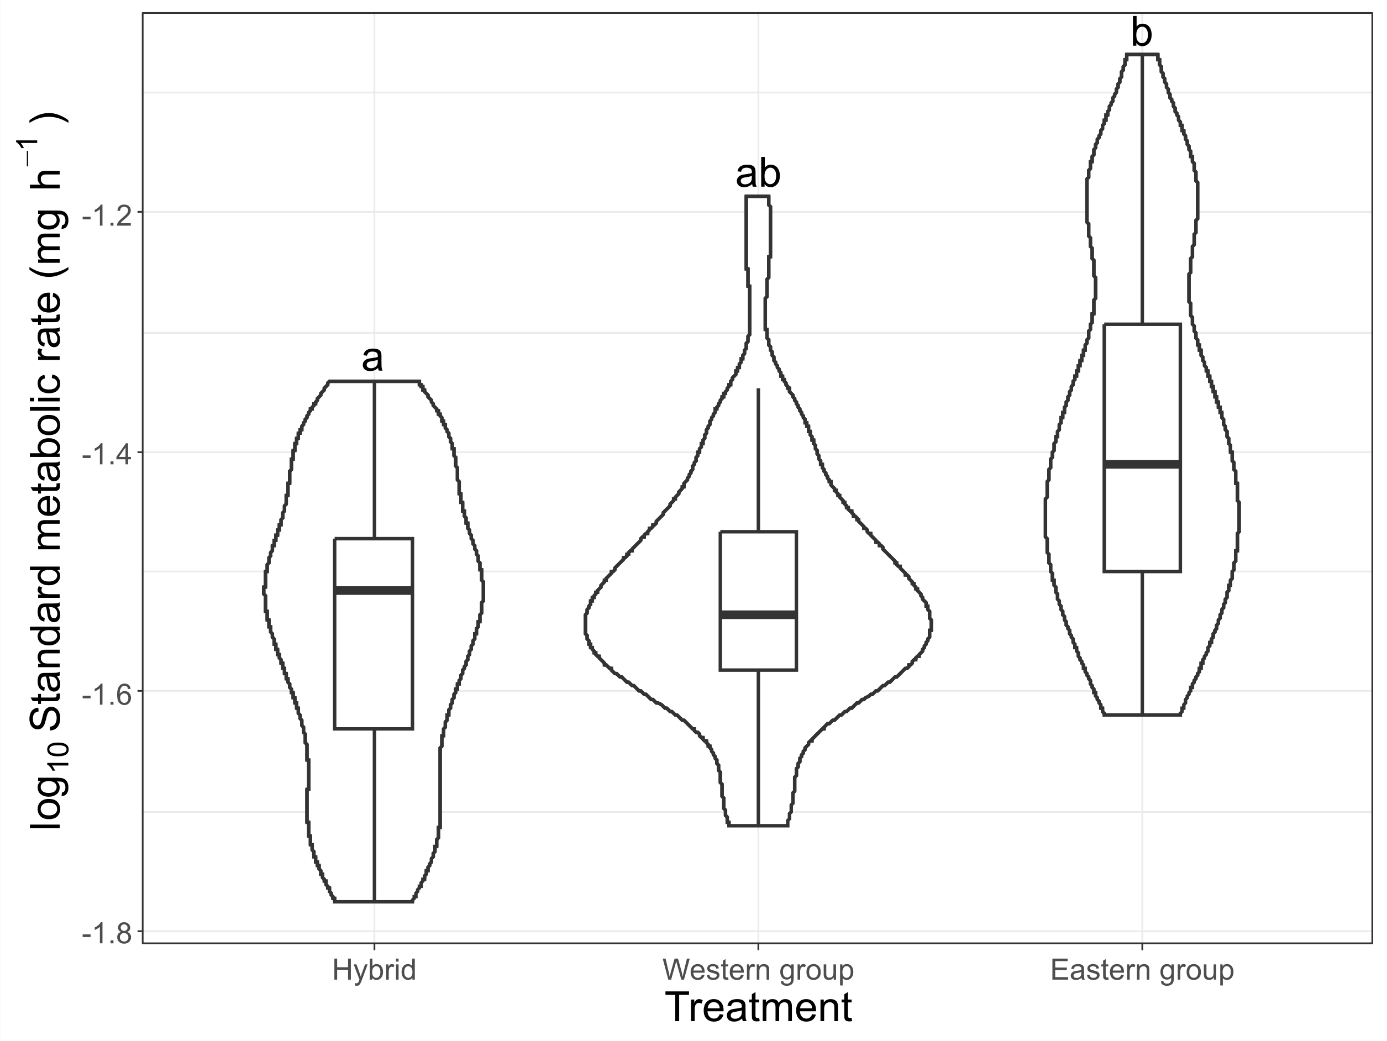 b
ab
a
log₁₀ Standard metabolic rate (mg h⁻¹)
-1.2
-1.4
-1.6
-1.8
Hybrid
Western group
Eastern group
Treatment